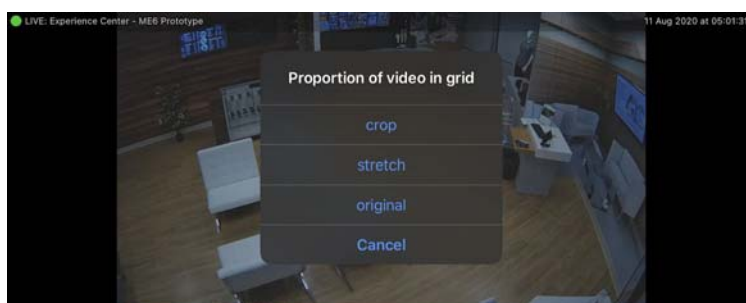 LIVE: Experience Center - ME6 Prototype
11 Aug 2020 at 05:01:31
Proportion of video in grid
crop
stretch
original
Cancel